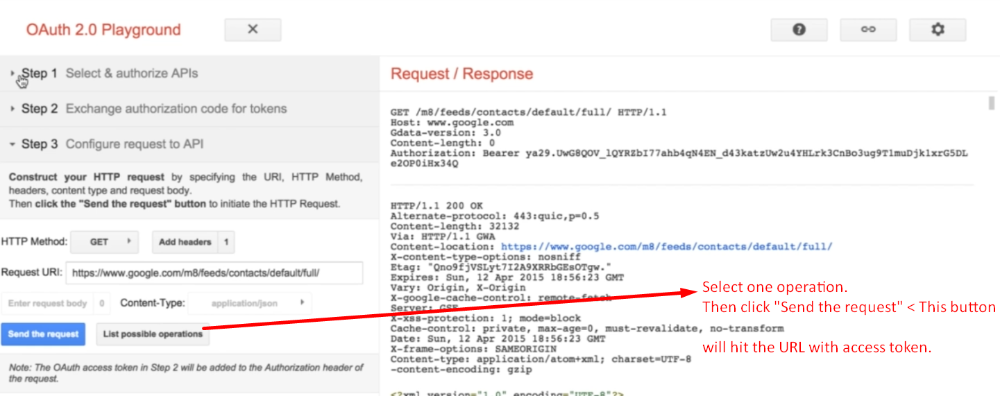 OAuth 2.0 Playground
Step 1 Select & authorize APIs
Step 2 Exchange authorization code for tokens
Step 3 Configure request to API
Construct your HTTP request by specifying the URI, HTTP Method,
headers, content type and request body.
Then click the "Send the request" button to initiate the HTTP Request.
HTTP Method: GET Add headers 1
Request URI: https://www.google.com/m8/feeds/contacts/default/full/
Enter request body 0 Content-Type: application/json
Send the request List possible operations
Note: The OAuth access token in Step 2 will be added to the Authorization header of
the request.
Request / Response
GET /m8/feeds/contacts/default/full/ HTTP/1.1
Host: www.google.com
Gdata-version: 3.0
Content-length: 0
Authorization: Bearer ya29.UwG8QOV_lQYRZbI77ahb4qN4EN_d43katzUw2u4YHLrk3CnBo3ug9T1muDjk1xrG5DL
e2OP0iHx34Q
HTTP/1.1 200 OK
Alternate-protocol: 443:quic,p=0.5
Content-length: 32132
Via: HTTP/1.1 GWA
Content-location: https://www.google.com/m8/feeds/contacts/default/full/
X-content-type-options: nosniff
Etag: "Qno9fjVSLyt7I2A9XRRbGEsOTgw."
Expires: Sun, 12 Apr 2015 18:56:23 GMT
Vary: Origin, X-Origin
X-google-cache-control: remote-fetch
Server: GSE
X-xss-protection: 1; mode=block
Cache-control: private, max-age=0, must-revalidate, no-transform
Date: Sun, 12 Apr 2015 18:56:23 GMT
X-frame-options: SAMEORIGIN
Content-type: application/atom+xml; charset=UTF-8
-content-encoding: gzip
<?xml version="1.0" encoding="UTF-8"?>
Select one operation.
Then click "Send the request" < This button
will hit the URL with access token.